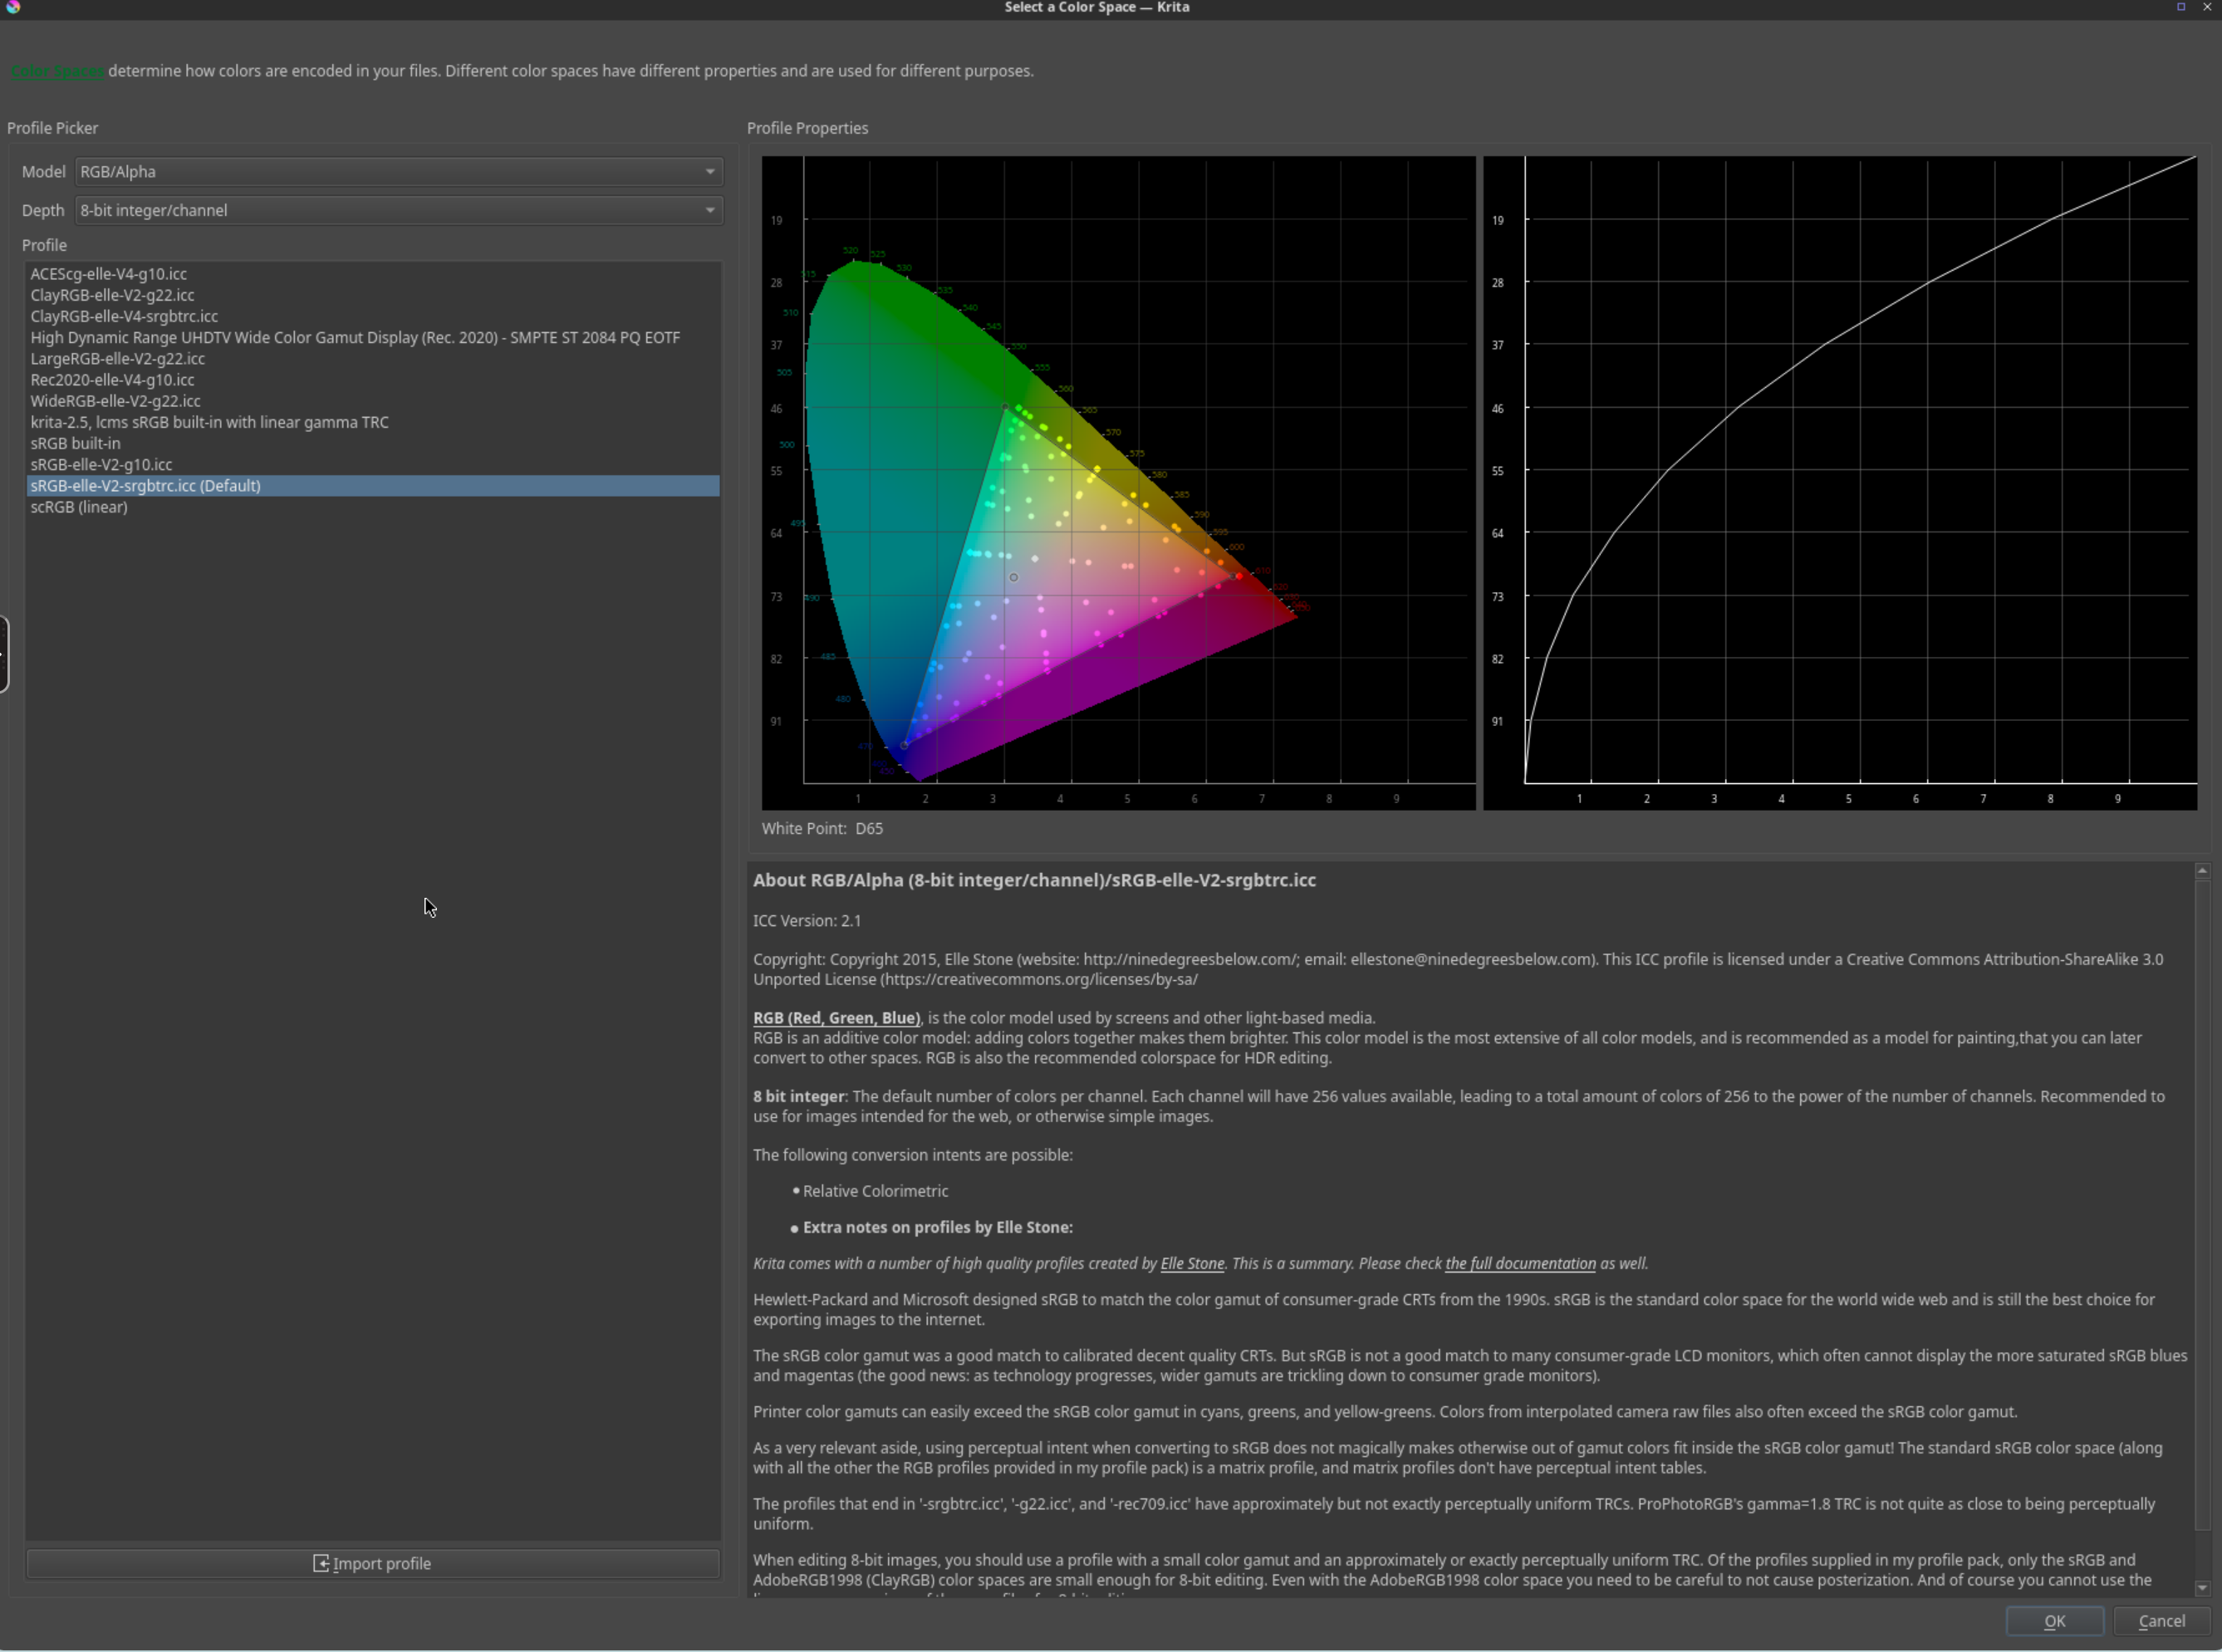 Select a Color Space — Krita
Color Spaces determine how colors are encoded in your files. Different color spaces have different properties and are used for different purposes.
Profile Picker
Model RGB/Alpha
Depth 8-bit integer/channel
Profile
ACEScg-elle-V4-g10.icc
ClayRGB-elle-V2-g22.icc
ClayRGB-elle-V4-srgbtrc.icc
High Dynamic Range UHDTV Wide Color Gamut Display (Rec. 2020) - SMPTE ST 2084 PQ EOTF
LargeRGB-elle-V2-g22.icc
Rec2020-elle-V4-g10.icc
WideRGB-elle-V2-g22.icc
krita-2.5, lcms sRGB built-in with linear gamma TRC
sRGB built-in
sRGB-elle-V2-g10.icc
sRGB-elle-V2-srgbtrc.icc (Default)
scRGB (linear)
Import profile
Profile Properties
19
28
37
46
55
64
73
82
91
1 2 3 4 5 6 7 8 9
520
525
530
535
540
545
550
555
560
565
570
575
580
585
590
595
600
610
620
515
510
505
500
495
490
485
480
470
450
19
28
37
46
55
64
73
82
91
1 2 3 4 5 6 7 8 9
White Point: D65
About RGB/Alpha (8-bit integer/channel)/sRGB-elle-V2-srgbtrc.icc
ICC Version: 2.1
Copyright: Copyright 2015, Elle Stone (website: http://ninedegreesbelow.com/; email: ellestone@ninedegreesbelow.com). This ICC profile is licensed under a Creative Commons Attribution-ShareAlike 3.0
Unported License (https://creativecommons.org/licenses/by-sa/
RGB (Red, Green, Blue), is the color model used by screens and other light-based media.
RGB is an additive color model: adding colors together makes them brighter. This color model is the most extensive of all color models, and is recommended as a model for painting,that you can later
convert to other spaces. RGB is also the recommended colorspace for HDR editing.
8 bit integer: The default number of colors per channel. Each channel will have 256 values available, leading to a total amount of colors of 256 to the power of the number of channels. Recommended to
use for images intended for the web, or otherwise simple images.
The following conversion intents are possible:
• Relative Colorimetric
• Extra notes on profiles by Elle Stone:
Krita comes with a number of high quality profiles created by Elle Stone. This is a summary. Please check the full documentation as well.
Hewlett-Packard and Microsoft designed sRGB to match the color gamut of consumer-grade CRTs from the 1990s. sRGB is the standard color space for the world wide web and is still the best choice for
exporting images to the internet.
The sRGB color gamut was a good match to calibrated decent quality CRTs. But sRGB is not a good match to many consumer-grade LCD monitors, which often cannot display the more saturated sRGB blues
and magentas (the good news: as technology progresses, wider gamuts are trickling down to consumer grade monitors).
Printer color gamuts can easily exceed the sRGB color gamut in cyans, greens, and yellow-greens. Colors from interpolated camera raw files also often exceed the sRGB color gamut.
As a very relevant aside, using perceptual intent when converting to sRGB does not magically makes otherwise out of gamut colors fit inside the sRGB color gamut! The standard sRGB color space (along
with all the other the RGB profiles provided in my profile pack) is a matrix profile, and matrix profiles don't have perceptual intent tables.
The profiles that end in '-srgbtrc.icc', '-g22.icc', and '-rec709.icc' have approximately but not exactly perceptually uniform TRCs. ProPhotoRGB's gamma=1.8 TRC is not quite as close to being perceptually
uniform.
When editing 8-bit images, you should use a profile with a small color gamut and an approximately or exactly perceptually uniform TRC. Of the profiles supplied in my profile pack, only the sRGB and
AdobeRGB1998 (ClayRGB) color spaces are small enough for 8-bit editing. Even with the AdobeRGB1998 color space you need to be careful to not cause posterization. And of course you cannot use the
OK
Cancel